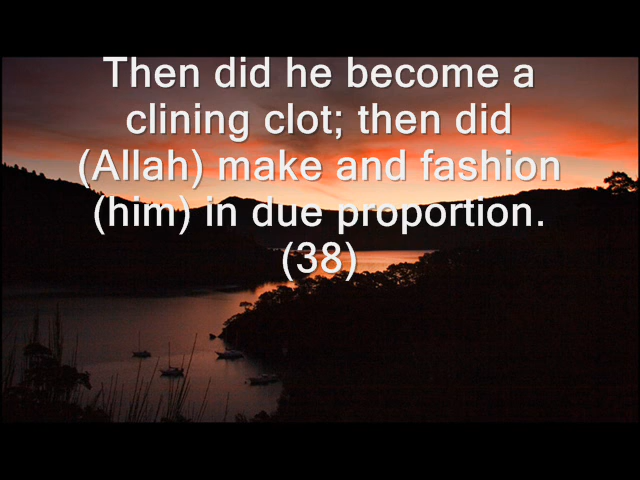 Then did he become a
clining clot; then did
(Allah) make and fashion
(him) in due proportion.
(38)